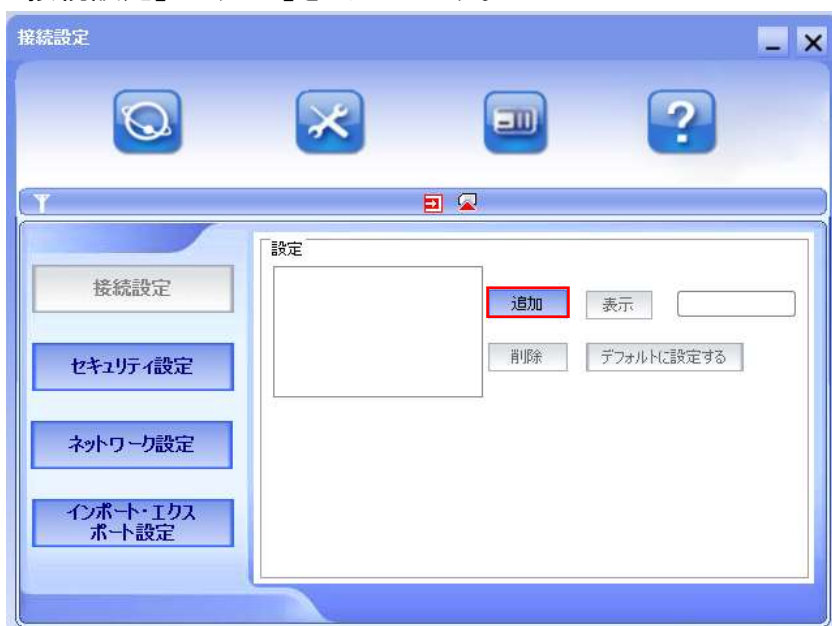 接続設定
設定
接続設定
追加
表示
削除
デフォルトに設定する
セキュリティ設定
ネットワーク設定
インポート・エクス
ポート設定